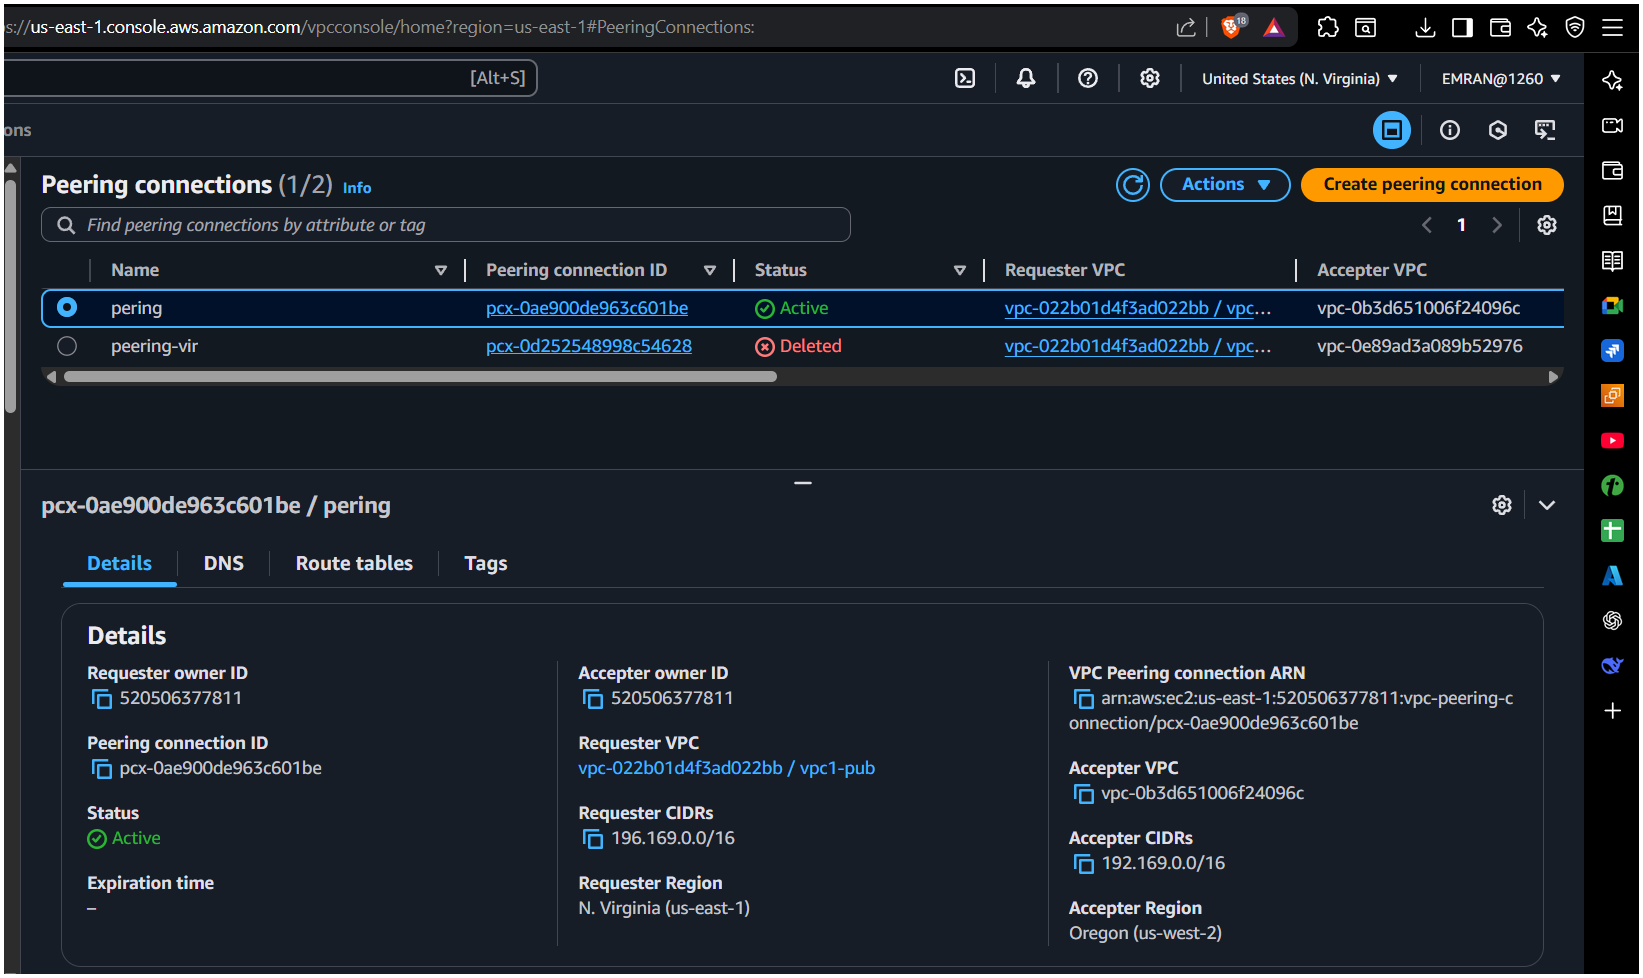 s://us-east-1.console.aws.amazon.com/vpcconsole/home?region=us-east-1#PeeringConnections:
18
[Alt+S]
United States (N. Virginia)
EMRAN@1260
ons
Peering connections (1/2) Info
Actions
Create peering connection
Find peering connections by attribute or tag
1
Name
Peering connection ID
Status
Requester VPC
Accepter VPC
pering
pcx-0ae900de963c601be
Active
vpc-022b01d4f3ad022bb / vpc...
vpc-0b3d651006f24096c
peering-vir
pcx-0d252548998c54628
Deleted
vpc-022b01d4f3ad022bb / vpc...
vpc-0e89ad3a089b52976
pcx-0ae900de963c601be / pering
Details
DNS
Route tables
Tags
Details
Requester owner ID
520506377811
Peering connection ID
pcx-0ae900de963c601be
Status
Active
Expiration time
–
Accepter owner ID
520506377811
Requester VPC
vpc-022b01d4f3ad022bb / vpc1-pub
Requester CIDRs
196.169.0.0/16
Requester Region
N. Virginia (us-east-1)
VPC Peering connection ARN
arn:aws:ec2:us-east-1:520506377811:vpc-peering-c
onnection/pcx-0ae900de963c601be
Accepter VPC
vpc-0b3d651006f24096c
Accepter CIDRs
192.169.0.0/16
Accepter Region
Oregon (us-west-2)